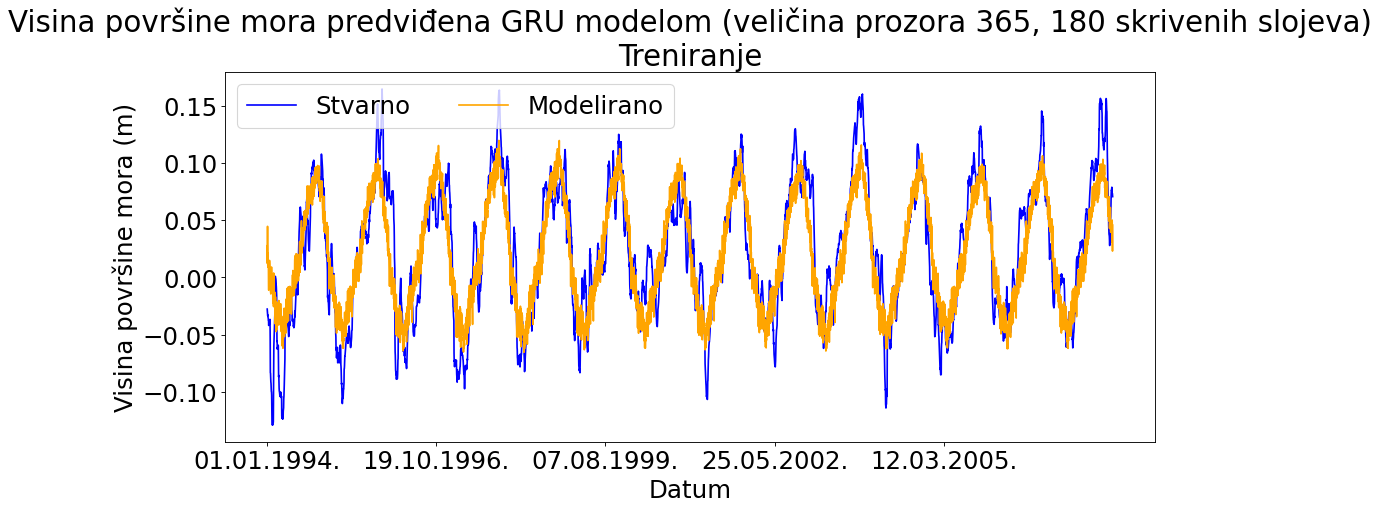 Visina površine mora predviđena GRU modelom (veličina prozora 365, 180 skrivenih slojeva)
Treniranje
Stvarno
Modelirano
Visina površine mora (m)
0.15
0.10
0.05
0.00
−0.05
−0.10
01.01.1994.
19.10.1996.
07.08.1999.
25.05.2002.
12.03.2005.
Datum